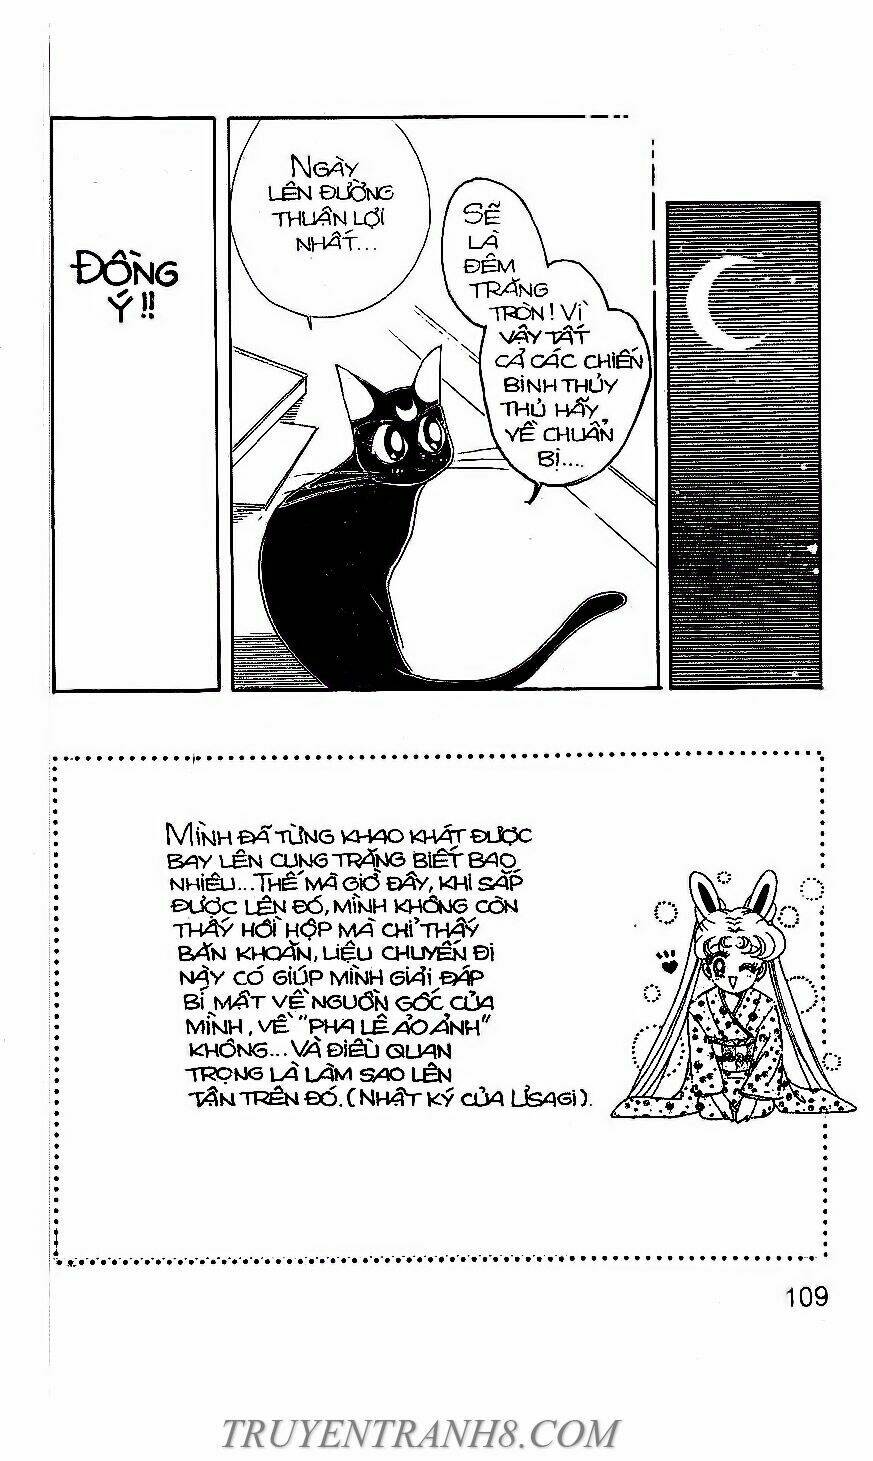 NGÀY
LÊN ĐƯỜNG
THUẬN LỢI
NHẤT...
SẼ
LÀ
ĐÊM
TRĂNG
TRÒN! VÌ
VẬY TẤT
CẢ CÁC CHIẾN
BINH THỦY
THỦ HÃY
VỀ CHUẨN
BỊ....
ĐỒNG
Ý!!
MÌNH ĐÃ TỪNG KHAO KHÁT ĐƯỢC
BAY LÊN CUNG TRĂNG BIẾT BAO
NHIÊU...THẾ MÀ GIỜ ĐÂY, KHI SẮP
ĐƯỢC LÊN ĐÓ, MÌNH KHÔNG CÒN
THẤY HỒI HỘP MÀ CHỈ THẤY
BĂN KHOĂN, LIỆU CHUYẾN ĐI
NÀY CÓ GIÚP MÌNH GIẢI ĐÁP
BÍ MẬT VỀ NGUỒN GỐC CỦA
MÌNH, VỀ "PHA LÊ ẢO ẢNH"
KHÔNG...VÀ ĐIỀU QUAN
TRỌNG LÀ LÀM SAO LÊN
TẬN TRÊN ĐÓ.(NHẬT KÝ CỦA USAGI).
109
TRUYENTRANH8.COM